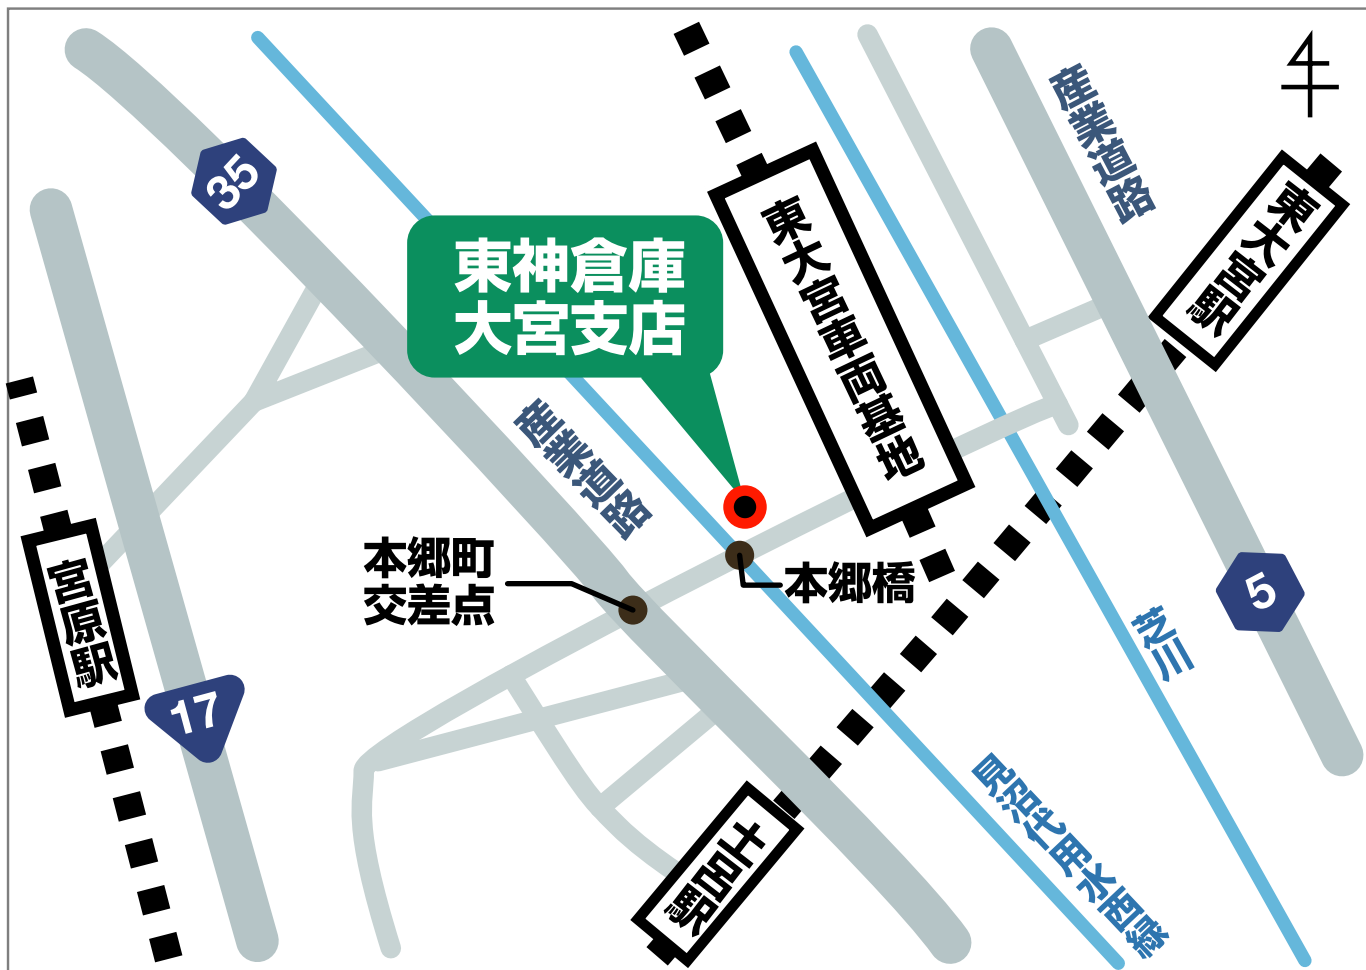 産業道路
東大宮駅
35
東大宮車両基地
東神倉庫
大宮支店
産業道路
本郷町
交差点
本郷橋
宮原駅
17
5
芝川
土呂駅
見沼代用水西緑